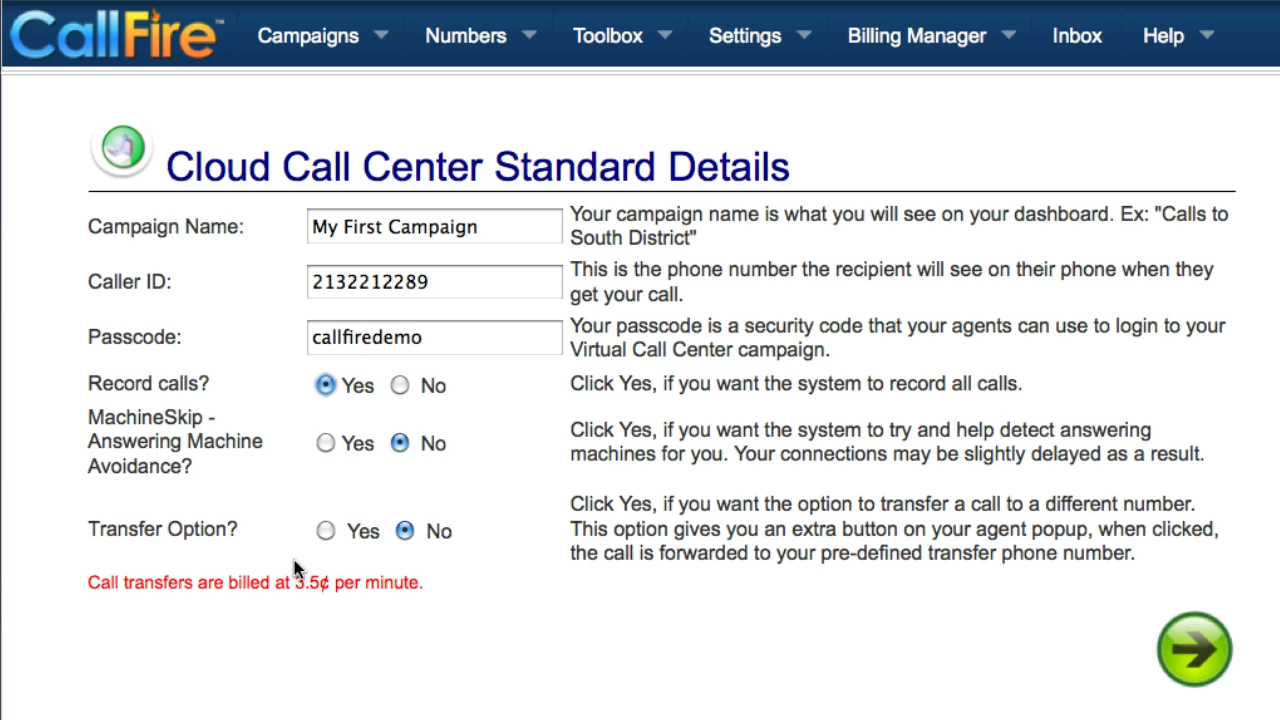 CallFire™ Campaigns Numbers Toolbox Settings Billing Manager Inbox Help
Cloud Call Center Standard Details
Campaign Name: My First Campaign
Your campaign name is what you will see on your dashboard. Ex: "Calls to
South District"
Caller ID: 2132212289
This is the phone number the recipient will see on their phone when they
get your call.
Passcode: callfiredemo
Your passcode is a security code that your agents can use to login to your
Virtual Call Center campaign.
Record calls? Yes No
Click Yes, if you want the system to record all calls.
MachineSkip -
Answering Machine
Avoidance?
Yes No
Click Yes, if you want the system to try and help detect answering
machines for you. Your connections may be slightly delayed as a result.
Transfer Option? Yes No
Click Yes, if you want the option to transfer a call to a different number.
This option gives you an extra button on your agent popup, when clicked,
the call is forwarded to your pre-defined transfer phone number.
Call transfers are billed at 3.5¢ per minute.